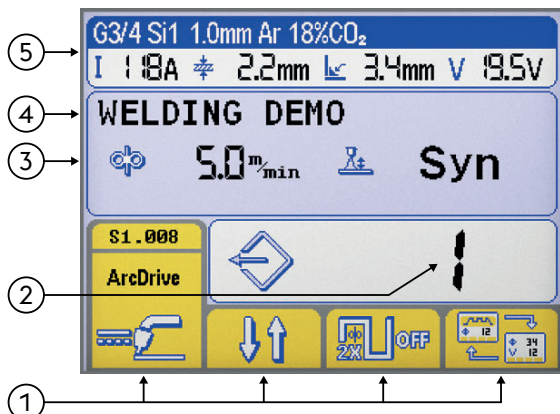 G3/4 Si1 1.0mm Ar 18%CO₂
I 118A 2.2mm 3.4mm V 19.5V
WELDING DEMO
5.0 m/min Syn
S1.008
ArcDrive
1
2X OFF
12
34
V 12
5
4
3
2
1